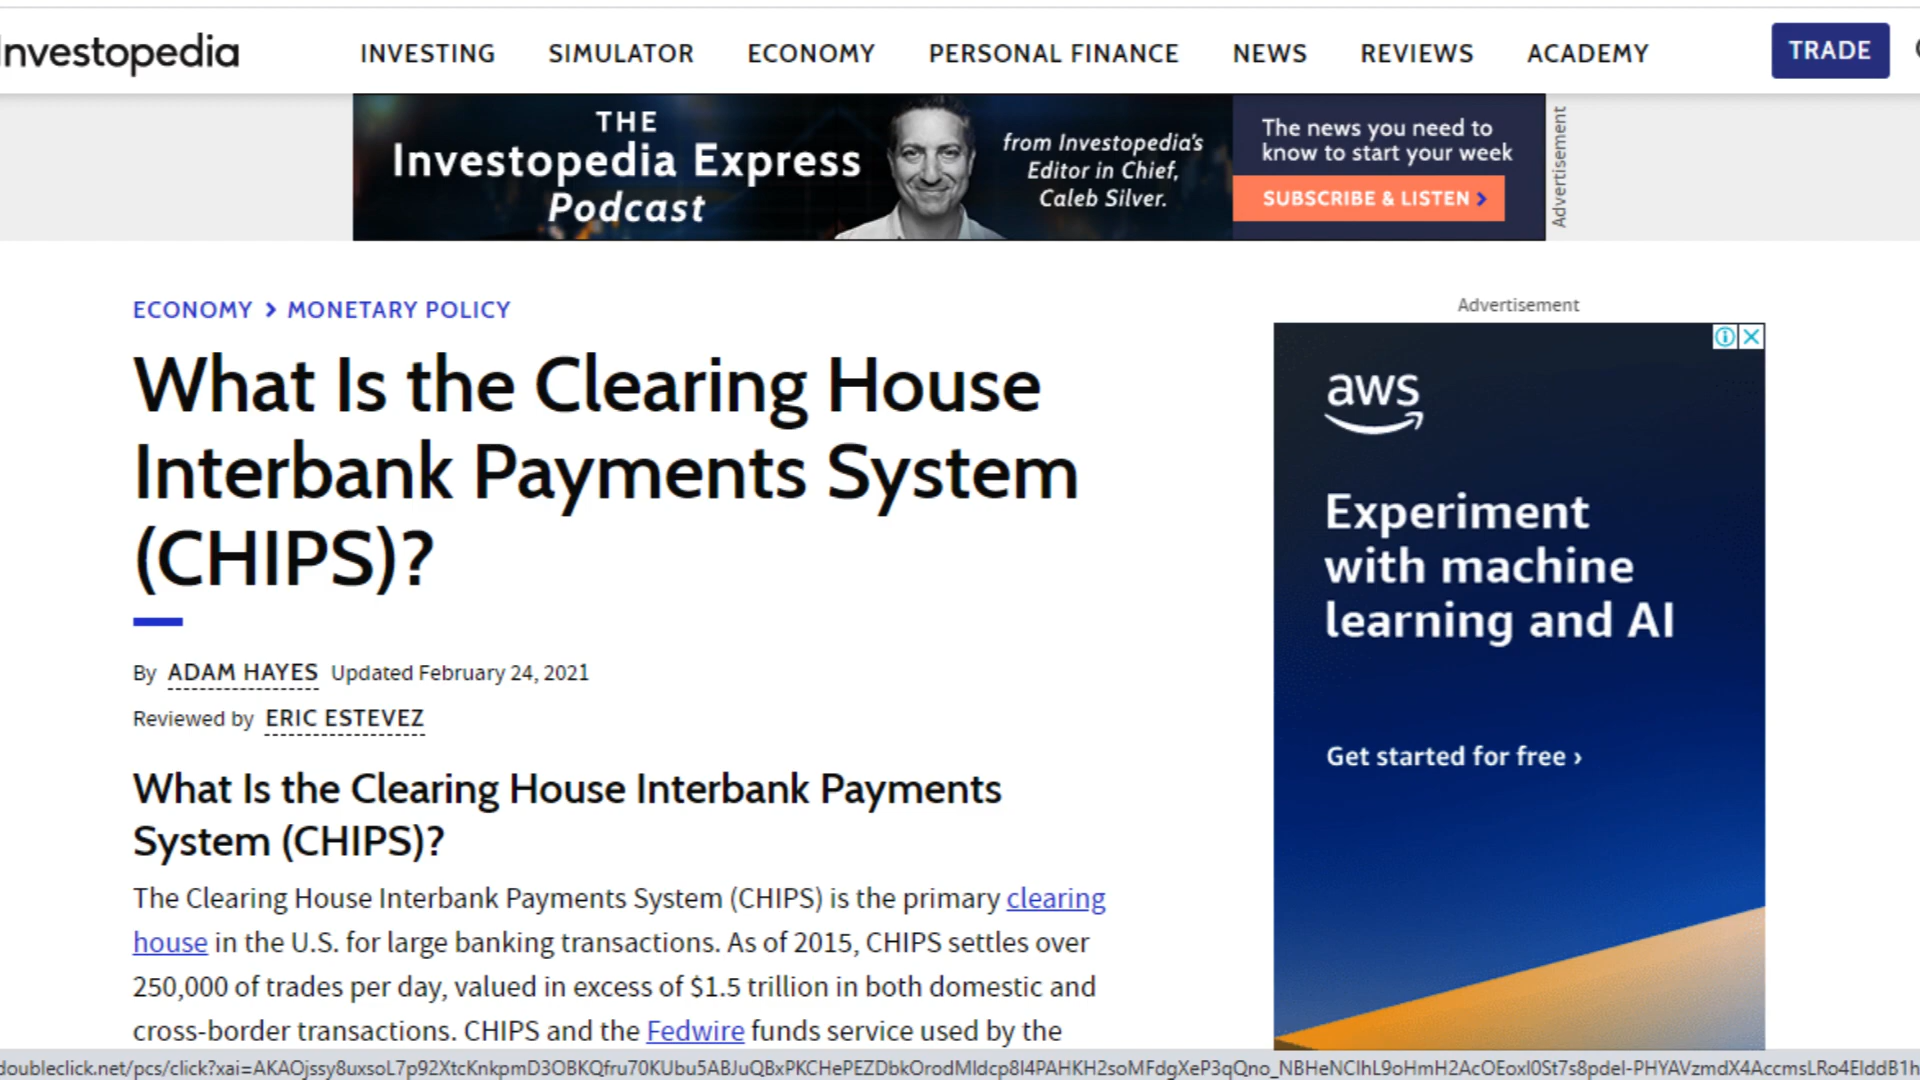 Investopedia
INVESTING SIMULATOR ECONOMY PERSONAL FINANCE NEWS REVIEWS ACADEMY TRADE
THE
Investopedia Express
Podcast
from Investopedia's
Editor in Chief,
Caleb Silver.
The news you need to
know to start your week
SUBSCRIBE & LISTEN >
Advertisement
ECONOMY > MONETARY POLICY
What Is the Clearing House
Interbank Payments System
(CHIPS)?
By ADAM HAYES Updated February 24, 2021
Reviewed by ERIC ESTEVEZ
What Is the Clearing House Interbank Payments
System (CHIPS)?
The Clearing House Interbank Payments System (CHIPS) is the primary clearing
house in the U.S. for large banking transactions. As of 2015, CHIPS settles over
250,000 of trades per day, valued in excess of $1.5 trillion in both domestic and
cross-border transactions. CHIPS and the Fedwire funds service used by the
Advertisement
aws
Experiment
with machine
learning and AI
Get started for free ›